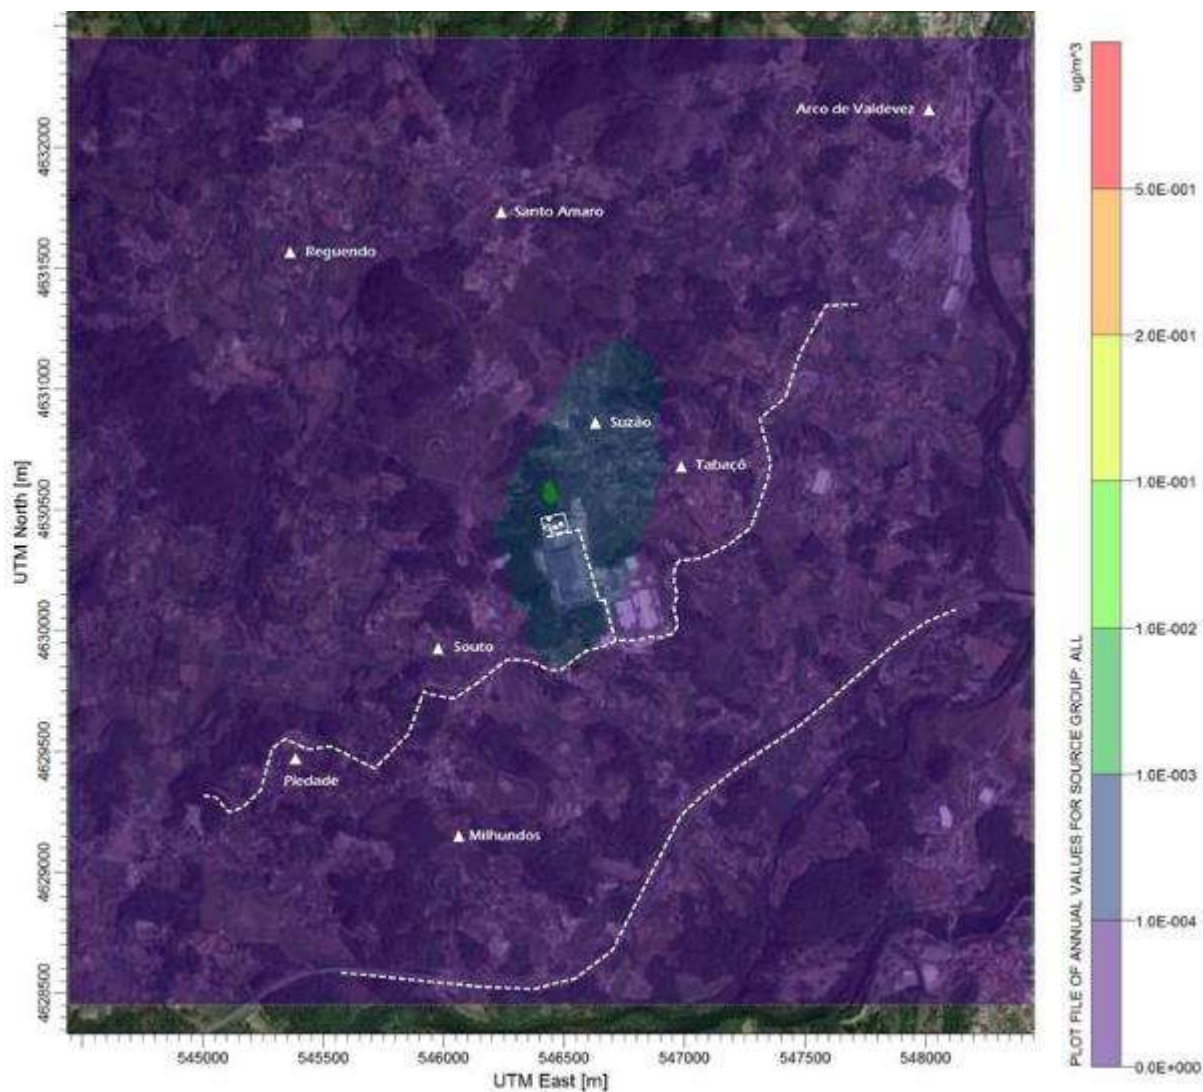 ug/m^3
Arco de Valdevez
Santo Amaro
Reguendo
Suzão
Tabaçô
Souto
Piedade
Milhundos
UTM North [m]
4632000
4631500
4631000
4630500
4630000
4629500
4629000
4628500
545000
545500
546000
546500
547000
547500
548000
UTM East [m]
5.0E-001
2.0E-001
1.0E-001
1.0E-002
1.0E-003
1.0E-004
0.0E+000
PLOT FILE OF ANNUAL VALUES FOR SOURCE GROUP: ALL